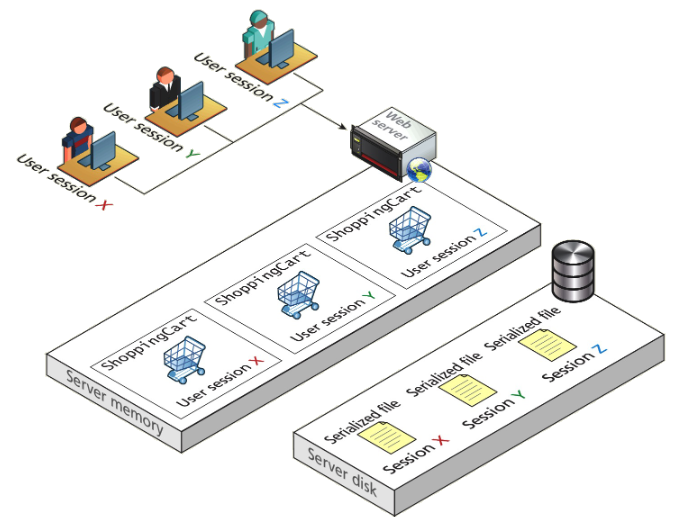 User session Z
User session Y
User session X
Web
server
ShoppingCart
User session Z
ShoppingCart
User session Y
ShoppingCart
User session X
Server memory
Serialized file
Session Z
Serialized file
Session Y
Serialized file
Session X
Server disk